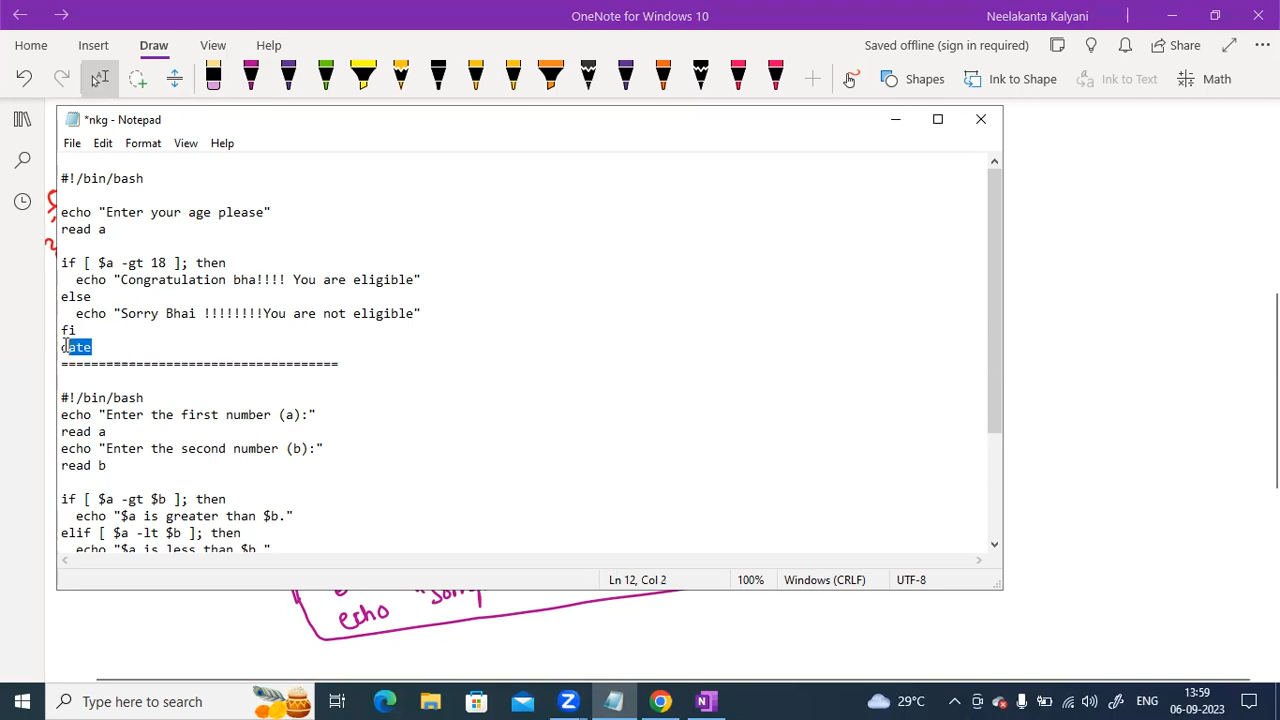 OneNote for Windows 10
Neelakanta Kalyani
Home
Insert
Draw
View
Help
Saved offline (sign in required)
Share
Shapes
Ink to Shape
Ink to Text
Math
*nkg - Notepad
File
Edit
Format
View
Help
#!/bin/bash
echo "Enter your age please"
read a
if [ $a -gt 18 ]; then
echo "Congratulation bha!!!! You are eligible"
else
echo "Sorry Bhai !!!!!!!!You are not eligible"
fi
date
=====================================
#!/bin/bash
echo "Enter the first number (a):"
read a
echo "Enter the second number (b):"
read b
if [ $a -gt $b ]; then
echo "$a is greater than $b."
elif [ $a -lt $b ]; then
echo "$a is less than $b."
Ln 12, Col 2
100%
Windows (CRLF)
UTF-8
echo
Type here to search
29°C
ENG
13:59
06-09-2023